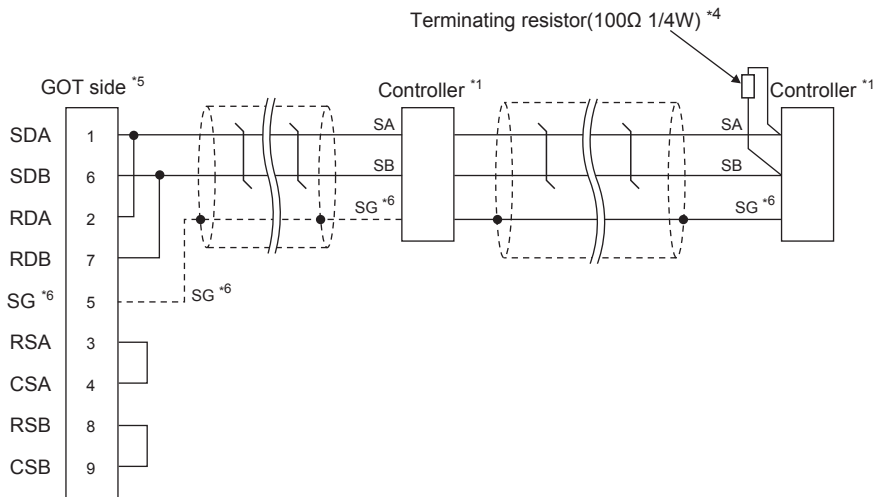 Terminating resistor(100Ω 1/4W) *4
GOT side *5
Controller *1
Controller *1
SDA 1 SA SA
SDB 6 SB SB
RDA 2 SG *6 SG *6
RDB 7
SG *6 5 SG *6
RSA 3
CSA 4
RSB 8
CSB 9